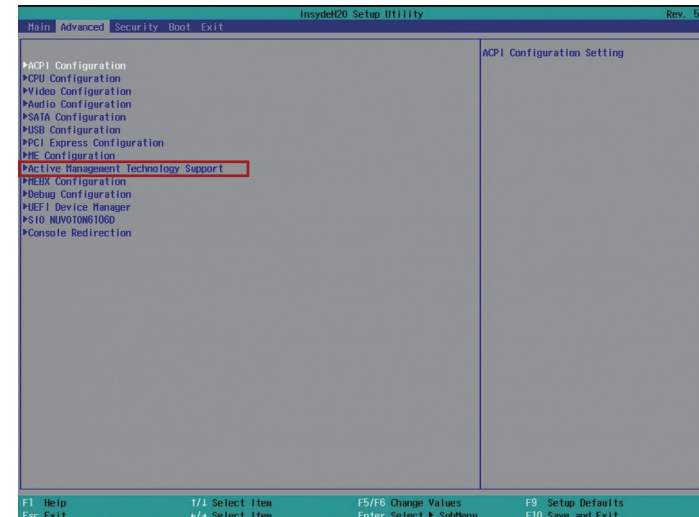 InsydeH20 Setup Utility Rev. 5
Main Advanced Security Boot Exit
ACPI Configuration Setting
▶ACPI Configuration
▶CPU Configuration
▶Video Configuration
▶Audio Configuration
▶SATA Configuration
▶USB Configuration
▶PCI Express Configuration
▶ME Configuration
▶Active Management Technology Support
▶MEBX Configuration
▶Debug Configuration
▶UEFI Device Manager
▶SIO NUVOTON6106D
▶Console Redirection
F1 Help ↑/↓ Select Item F5/F6 Change Values F9 Setup Defaults
Esc Exit ←/→ Select Item Enter Select ▶ SubMenu F10 Save and Exit